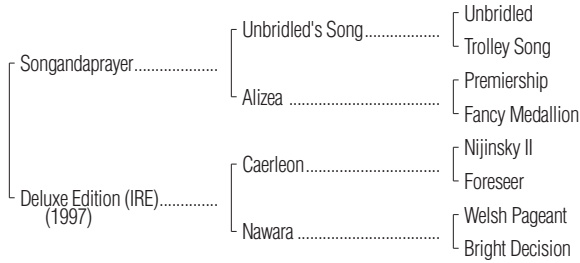 Unbridled
Unbridled's Song..................
Trolley Song
Songandaprayer....................
Premiership
Alizea ....................................
Fancy Medallion
Nijinsky II
Caerleon................................
Foreseer
Deluxe Edition (IRE)..............
(1997)
Welsh Pageant
Nawara ..................................
Bright Decision